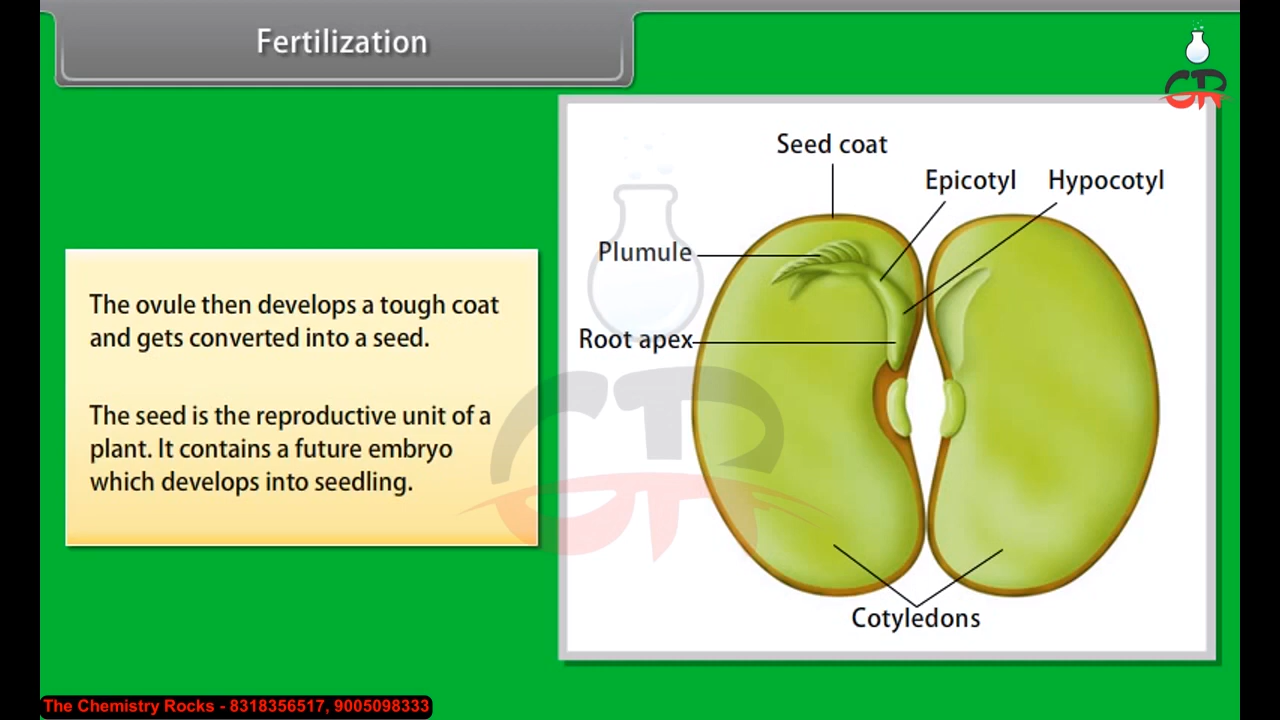 Fertilization
CR
Seed coat
Epicotyl
Hypocotyl
Plumule
The ovule then develops a tough coat
and gets converted into a seed.
Root apex
The seed is the reproductive unit of a
plant. It contains a future embryo
which develops into seedling.
CR
Cotyledons
The Chemistry Rocks - 8318356517, 9005098333